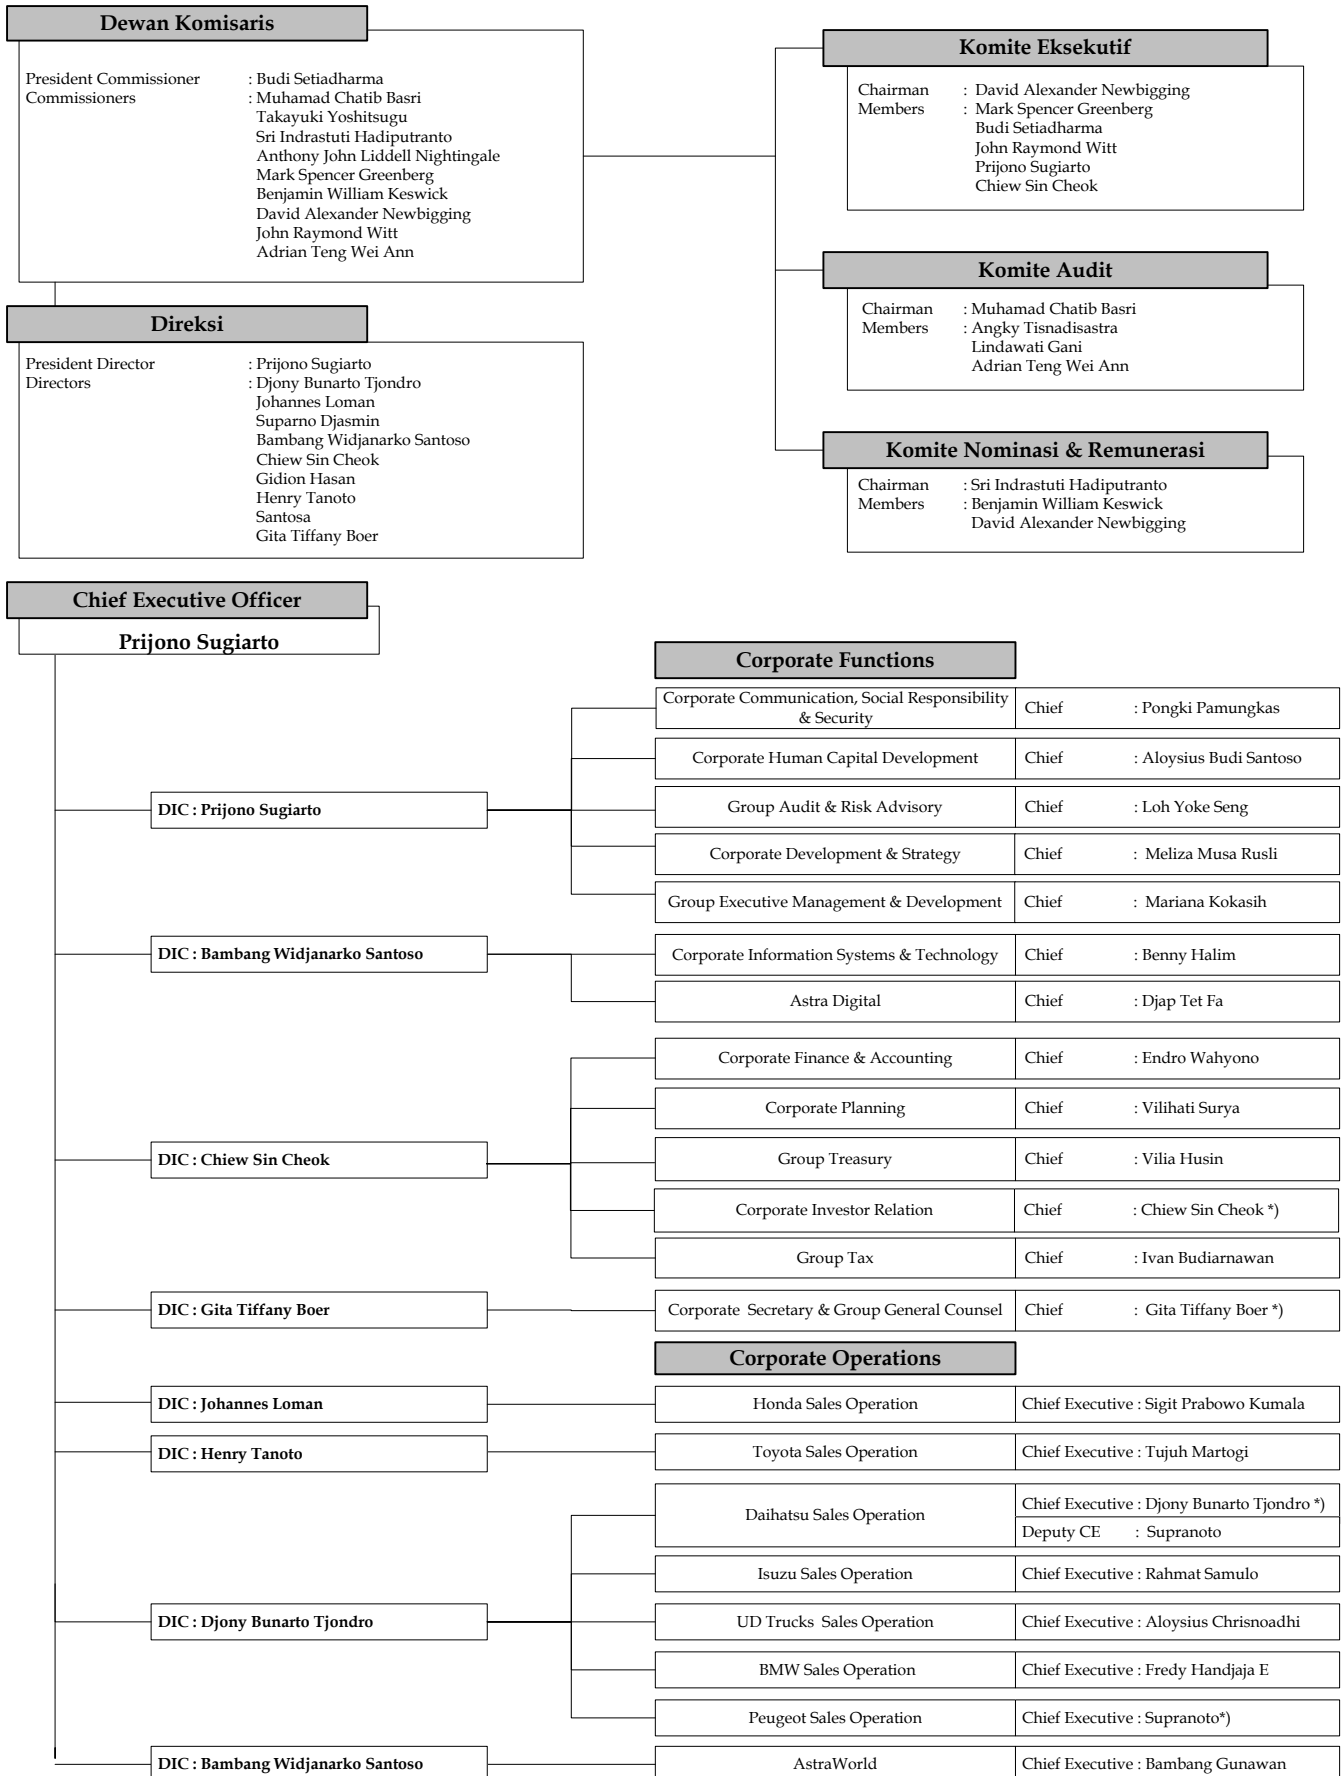 Dewan Komisaris
President Commissioner : Budi Setiadharma
Commissioners : Muhamad Chatib Basri
Takayuki Yoshitsugu
Sri Indrastuti Hadiputranto
Anthony John Liddell Nightingale
Mark Spencer Greenberg
Benjamin William Keswick
David Alexander Newbigging
John Raymond Witt
Adrian Teng Wei Ann
Komite Eksekutif
Chairman : David Alexander Newbigging
Members : Mark Spencer Greenberg
Budi Setiadharma
John Raymond Witt
Prijono Sugiarto
Chiew Sin Cheok
Komite Audit
Chairman : Muhamad Chatib Basri
Members : Angky Tisnadisastra
Lindawati Gani
Adrian Teng Wei Ann
Direksi
President Director : Prijono Sugiarto
Directors : Djony Bunarto Tjondro
Johannes Loman
Suparno Djasmin
Bambang Widjanarko Santoso
Chiew Sin Cheok
Gidion Hasan
Henry Tanoto
Santosa
Gita Tiffany Boer
Komite Nominasi & Remunerasi
Chairman : Sri Indrastuti Hadiputranto
Members : Benjamin William Keswick
David Alexander Newbigging
Chief Executive Officer
Prijono Sugiarto
Corporate Functions
Corporate Communication, Social Responsibility
& Security
Chief : Pongki Pamungkas
Corporate Human Capital Development Chief : Aloysius Budi Santoso
DIC : Prijono Sugiarto Group Audit & Risk Advisory Chief : Loh Yoke Seng
Corporate Development & Strategy Chief : Meliza Musa Rusli
Group Executive Management & Development Chief : Mariana Kokasih
DIC : Bambang Widjanarko Santoso Corporate Information Systems & Technology Chief : Benny Halim
Astra Digital Chief : Djap Tet Fa
Corporate Finance & Accounting Chief : Endro Wahyono
Corporate Planning Chief : Vilihati Surya
DIC : Chiew Sin Cheok Group Treasury Chief : Vilia Husin
Corporate Investor Relation Chief : Chiew Sin Cheok *)
Group Tax Chief : Ivan Budiarnawan
DIC : Gita Tiffany Boer Corporate Secretary & Group General Counsel Chief : Gita Tiffany Boer *)
Corporate Operations
DIC : Johannes Loman Honda Sales Operation Chief Executive : Sigit Prabowo Kumala
DIC : Henry Tanoto Toyota Sales Operation Chief Executive : Tujuh Martogi
Daihatsu Sales Operation Chief Executive : Djony Bunarto Tjondro *)
Deputy CE : Supranoto
Isuzu Sales Operation Chief Executive : Rahmat Samulo
DIC : Djony Bunarto Tjondro UD Trucks Sales Operation Chief Executive : Aloysius Chrisnoadhi
BMW Sales Operation Chief Executive : Fredy Handjaja E
Peugeot Sales Operation Chief Executive : Supranoto*)
DIC : Bambang Widjanarko Santoso AstraWorld Chief Executive : Bambang Gunawan